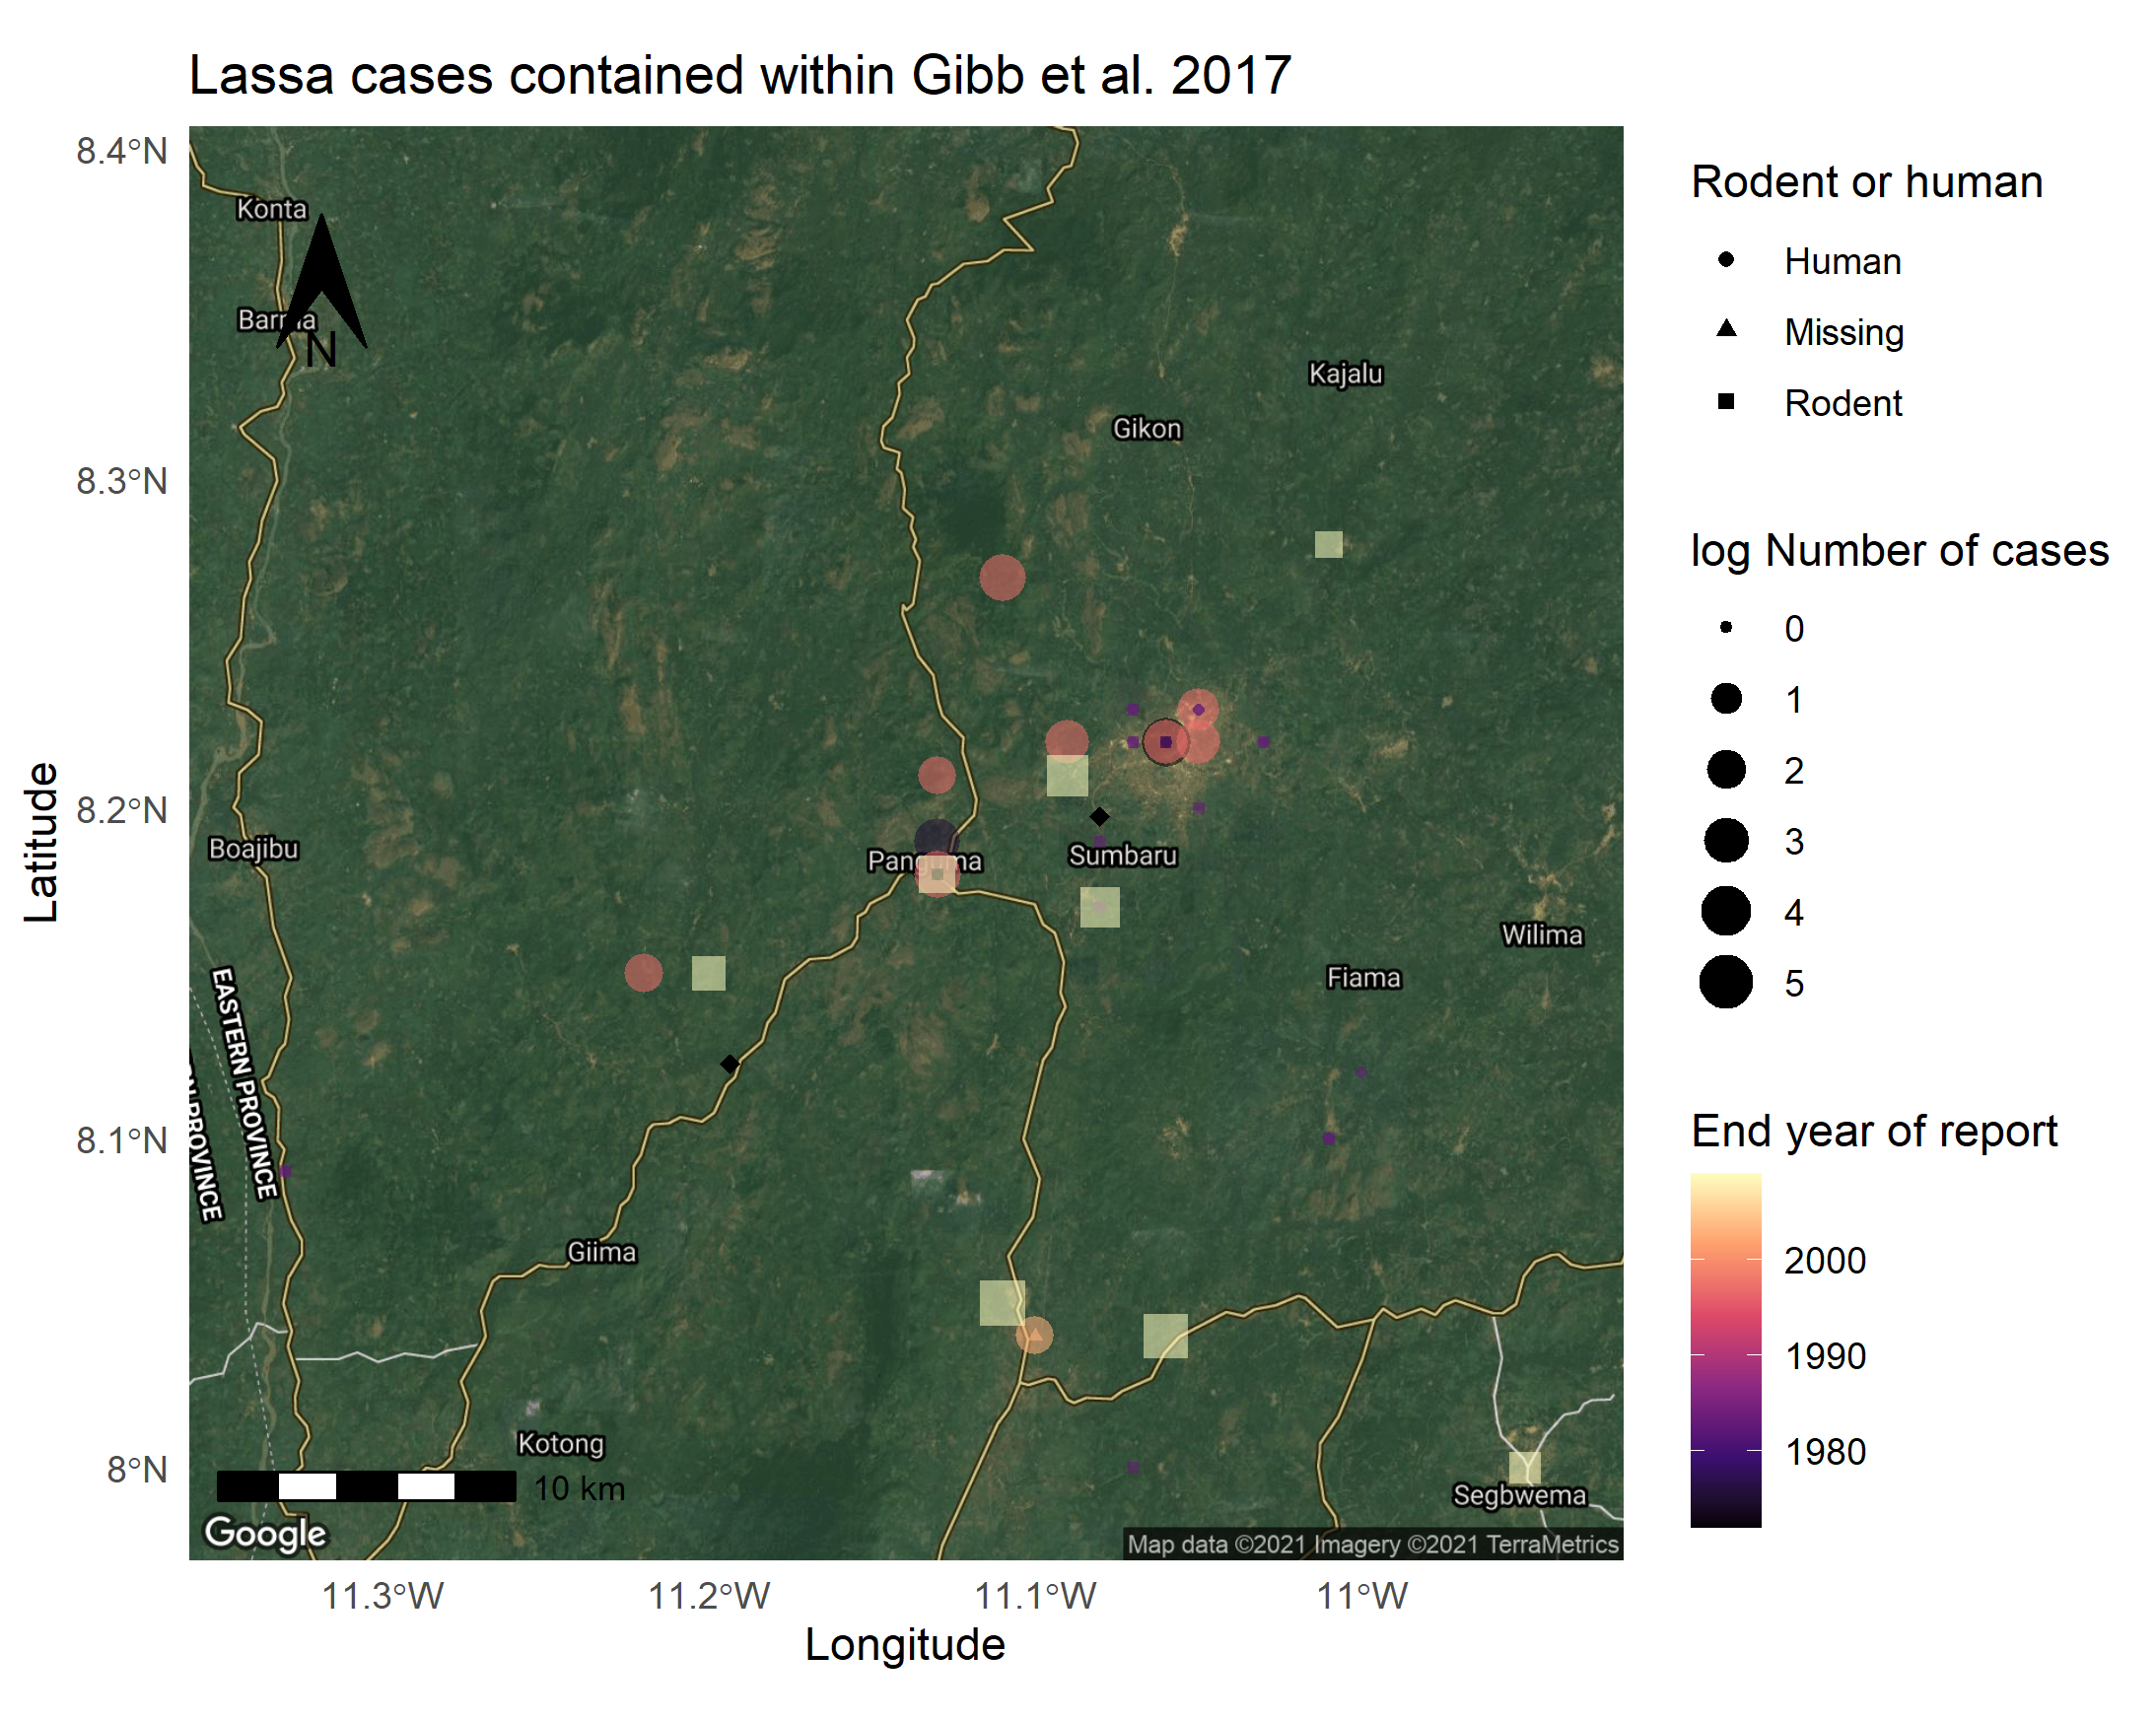 Lassa cases contained within Gibb et al. 2017
8.4°N
8.3°N
8.2°N
8.1°N
8°N
Latitude
Konta
Barma
N
Kajalu
Gikon
Boajibu
Panguma
Sumbaru
Wilima
Fiama
EASTERN PROVINCE
PROVINCE
Giima
Kotong
Segbwema
10 km
Google
Map data ©2021 Imagery ©2021 TerraMetrics
11.3°W
11.2°W
11.1°W
11°W
Longitude
Rodent or human
Human
Missing
Rodent
log Number of cases
0
1
2
3
4
5
End year of report
2000
1990
1980